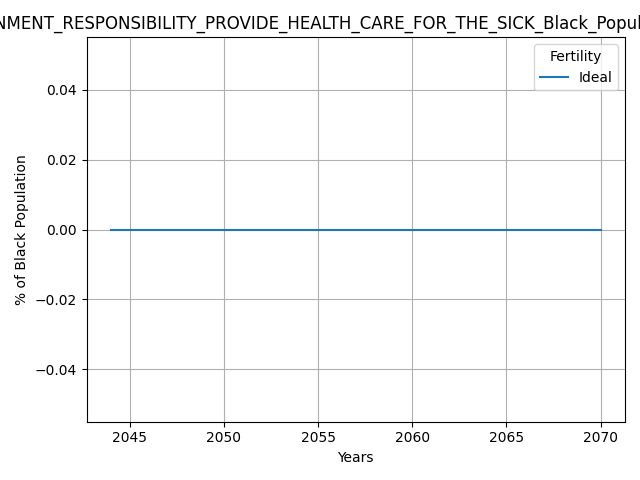 NMENT_RESPONSIBILITY_PROVIDE_HEALTH_CARE_FOR_THE_SICK_Black_Popul
Fertility
Ideal
0.04
0.02
0.00
−0.02
−0.04
% of Black Population
2045 2050 2055 2060 2065 2070
Years